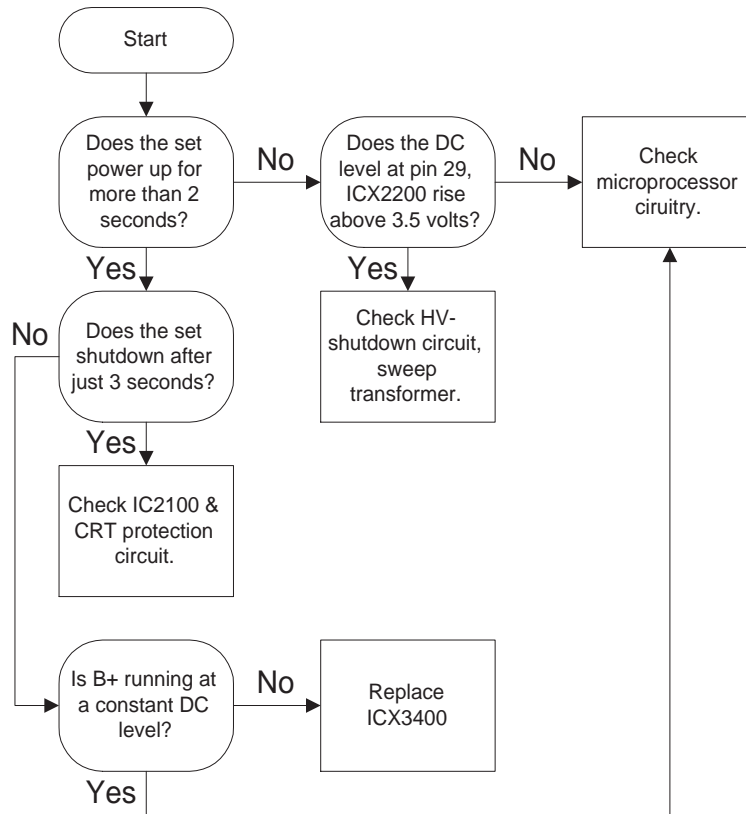 Start
Does the set
power up for
more than 2
seconds?
No
Does the DC
level at pin 29,
ICX2200 rise
above 3.5 volts?
No
Check
microprocessor
ciruitry.
Yes
Yes
No
Does the set
shutdown after
just 3 seconds?
Check HV-
shutdown circuit,
sweep
transformer.
Yes
Check IC2100 &
CRT protection
circuit.
Is B+ running at
a constant DC
level?
No
Replace
ICX3400
Yes